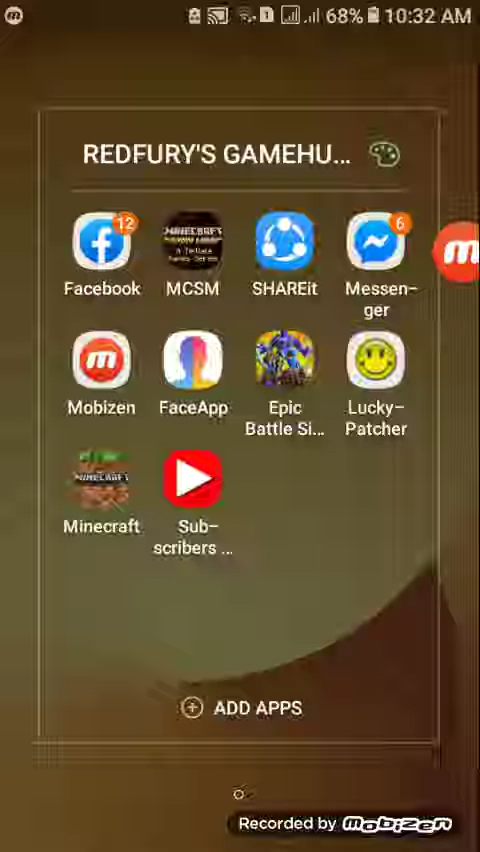 68% 10:32 AM
REDFURY'S GAMEHU...
12
6
Facebook
MCSM
SHAREit
Messen-
ger
Mobizen
FaceApp
Epic
Battle Si...
Lucky-
Patcher
MINECRAFT
Minecraft
Sub-
scribers ...
ADD APPS
Recorded by Mobizen